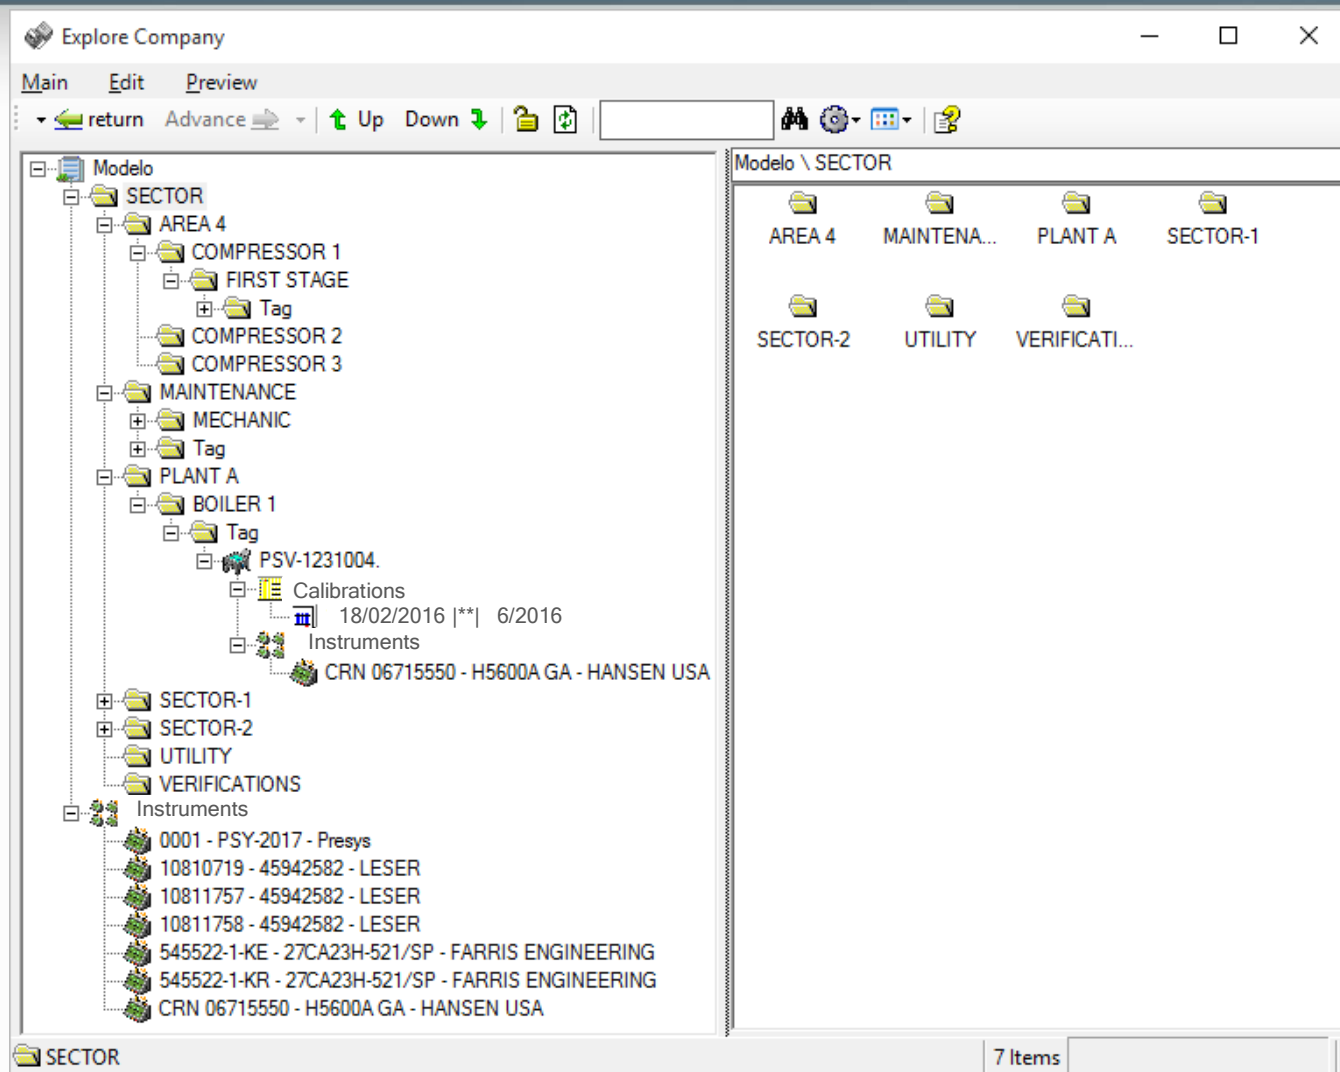 Explore Company
Main Edit Preview
return Advance Up Down
Modelo
SECTOR
AREA 4
COMPRESSOR 1
FIRST STAGE
Tag
COMPRESSOR 2
COMPRESSOR 3
MAINTENANCE
MECHANIC
Tag
PLANT A
BOILER 1
Tag
PSV-1231004.
Calibrations
18/02/2016 |**| 6/2016
Instruments
CRN 06715550 - H5600A GA - HANSEN USA
SECTOR-1
SECTOR-2
UTILITY
VERIFICATIONS
Instruments
0001 - PSY-2017 - Presys
10810719 - 45942582 - LESER
10811757 - 45942582 - LESER
10811758 - 45942582 - LESER
545522-1-KE - 27CA23H-521/SP - FARRIS ENGINEERING
545522-1-KR - 27CA23H-521/SP - FARRIS ENGINEERING
CRN 06715550 - H5600A GA - HANSEN USA
Modelo \ SECTOR
AREA 4 MAINTENA... PLANT A SECTOR-1
SECTOR-2 UTILITY VERIFICATI...
SECTOR 7 Items